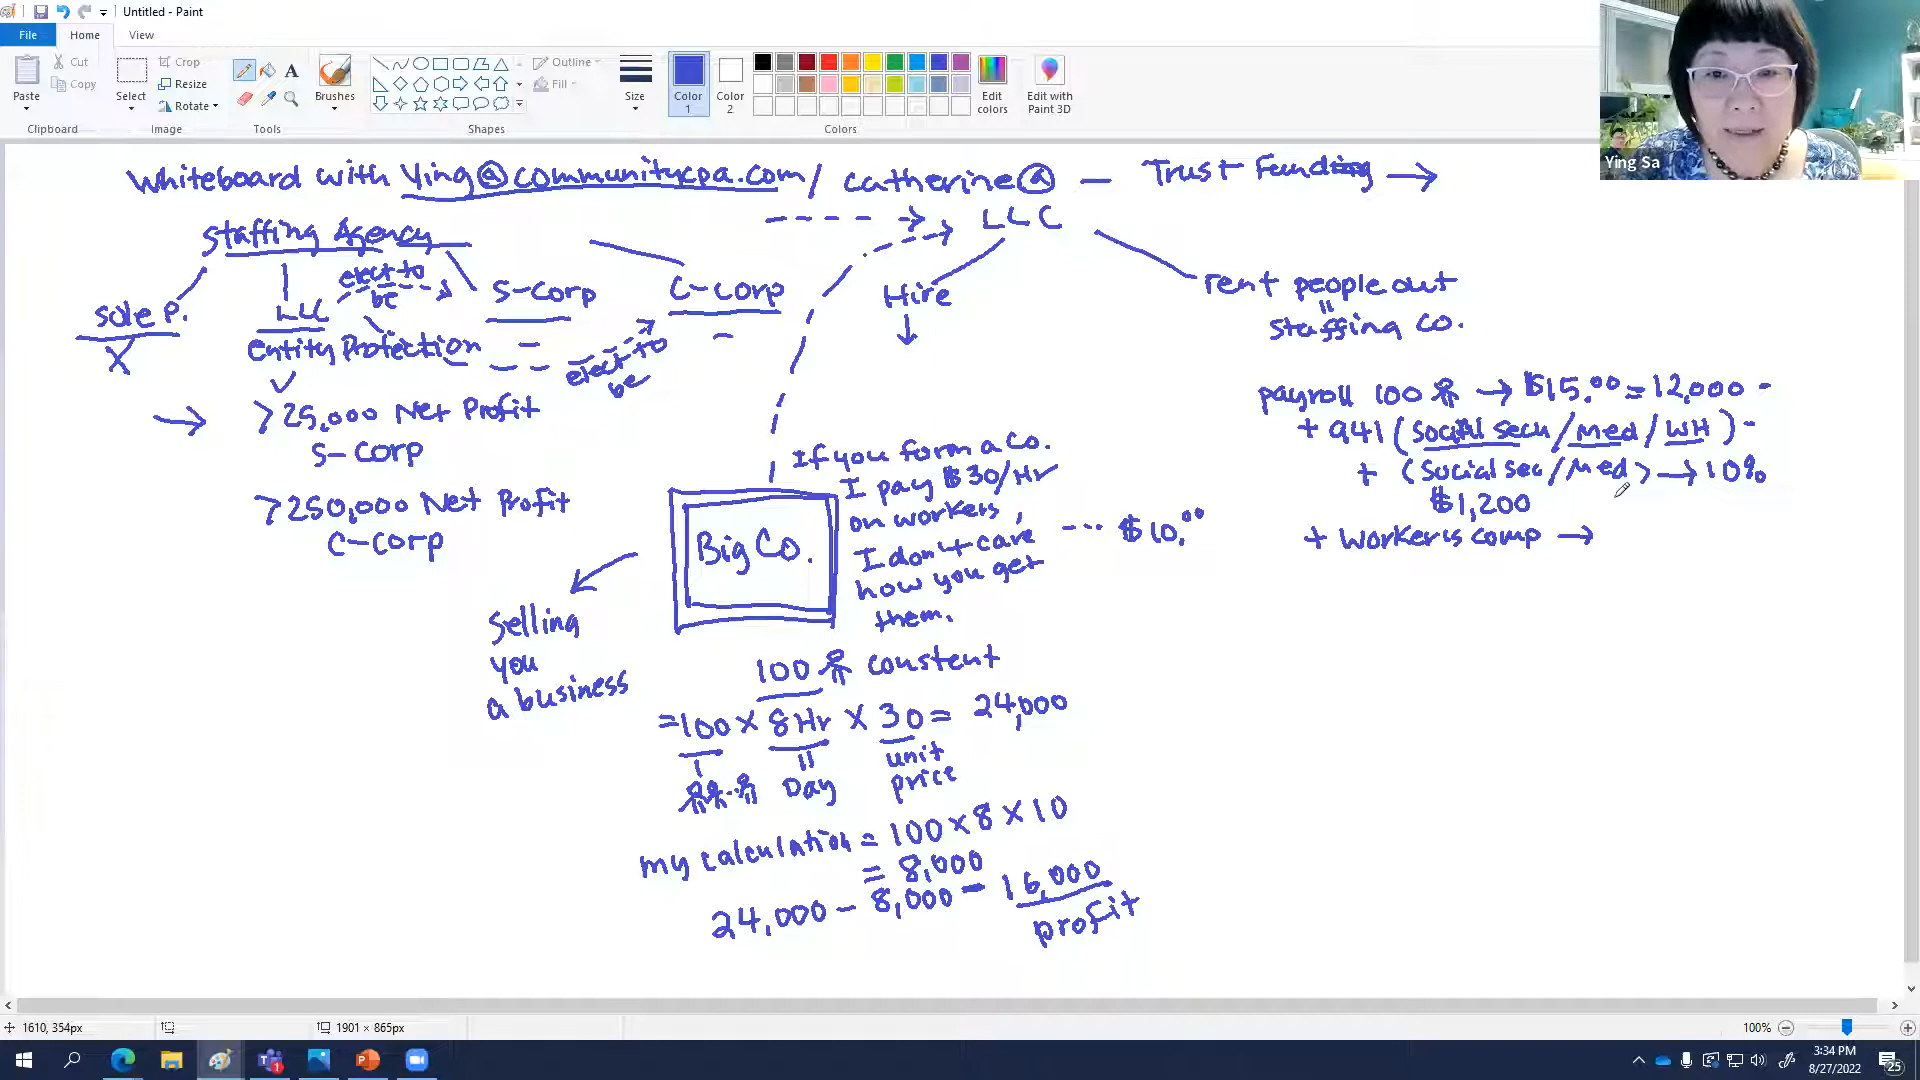 Untitled - Paint
File
Home
View
Paste
Cut
Copy
Clipboard
Select
Crop
Resize
Rotate
Image
Tools
Brushes
Shapes
Outline
Fill
Size
Color 1
Color 2
Colors
Edit colors
Edit with Paint 3D
Ying Sa
Whiteboard with Ying@communitycpa.com / catherine@ — Trust Funding →
Staffing Agency
Sole P.
X
LLC
elect to be
S-corp
C-corp
Entity Protection
elect to be
> 25,000 Net Profit
S-Corp
> 250,000 Net Profit
C-corp
LLC
Hire
rent people out
"
Staffing Co.
payroll 100 → $15.00 = 12,000 -
+ 941 (Social Secu/Med/WH) -
+ (Social sec/Med) → 10%
$1,200
+ Worker's comp →
Big Co.
If you form a Co.
I pay $30/Hr
on workers,
I don't care
how you get
them.
--- $10.00
Selling
you
a business
100 constent
=100 x 8Hr x 30 = 24,000
Day
unit price
my calculation = 100 x 8 x 10
= 8,000
24,000 - 8,000 - 16,000
profit
1610, 354px
1901 × 865px
100%
3:34 PM
8/27/2022
25